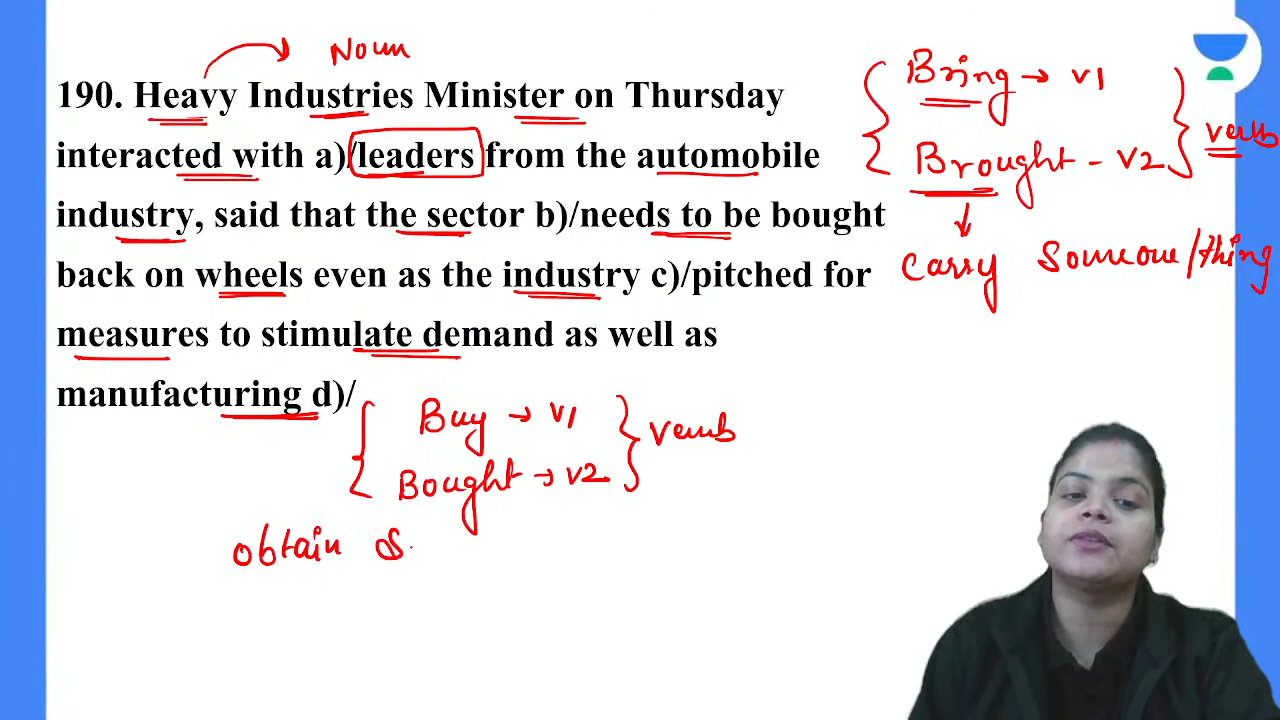 Noun
190. Heavy Industries Minister on Thursday
interacted with a)/leaders from the automobile
industry, said that the sector b)/needs to be bought
back on wheels even as the industry c)/pitched for
measures to stimulate demand as well as
manufacturing d)/
Bring → v1
Brought - v2
verb
carry someone/thing
Buy → v1
Bought → v2
verb
obtain s.